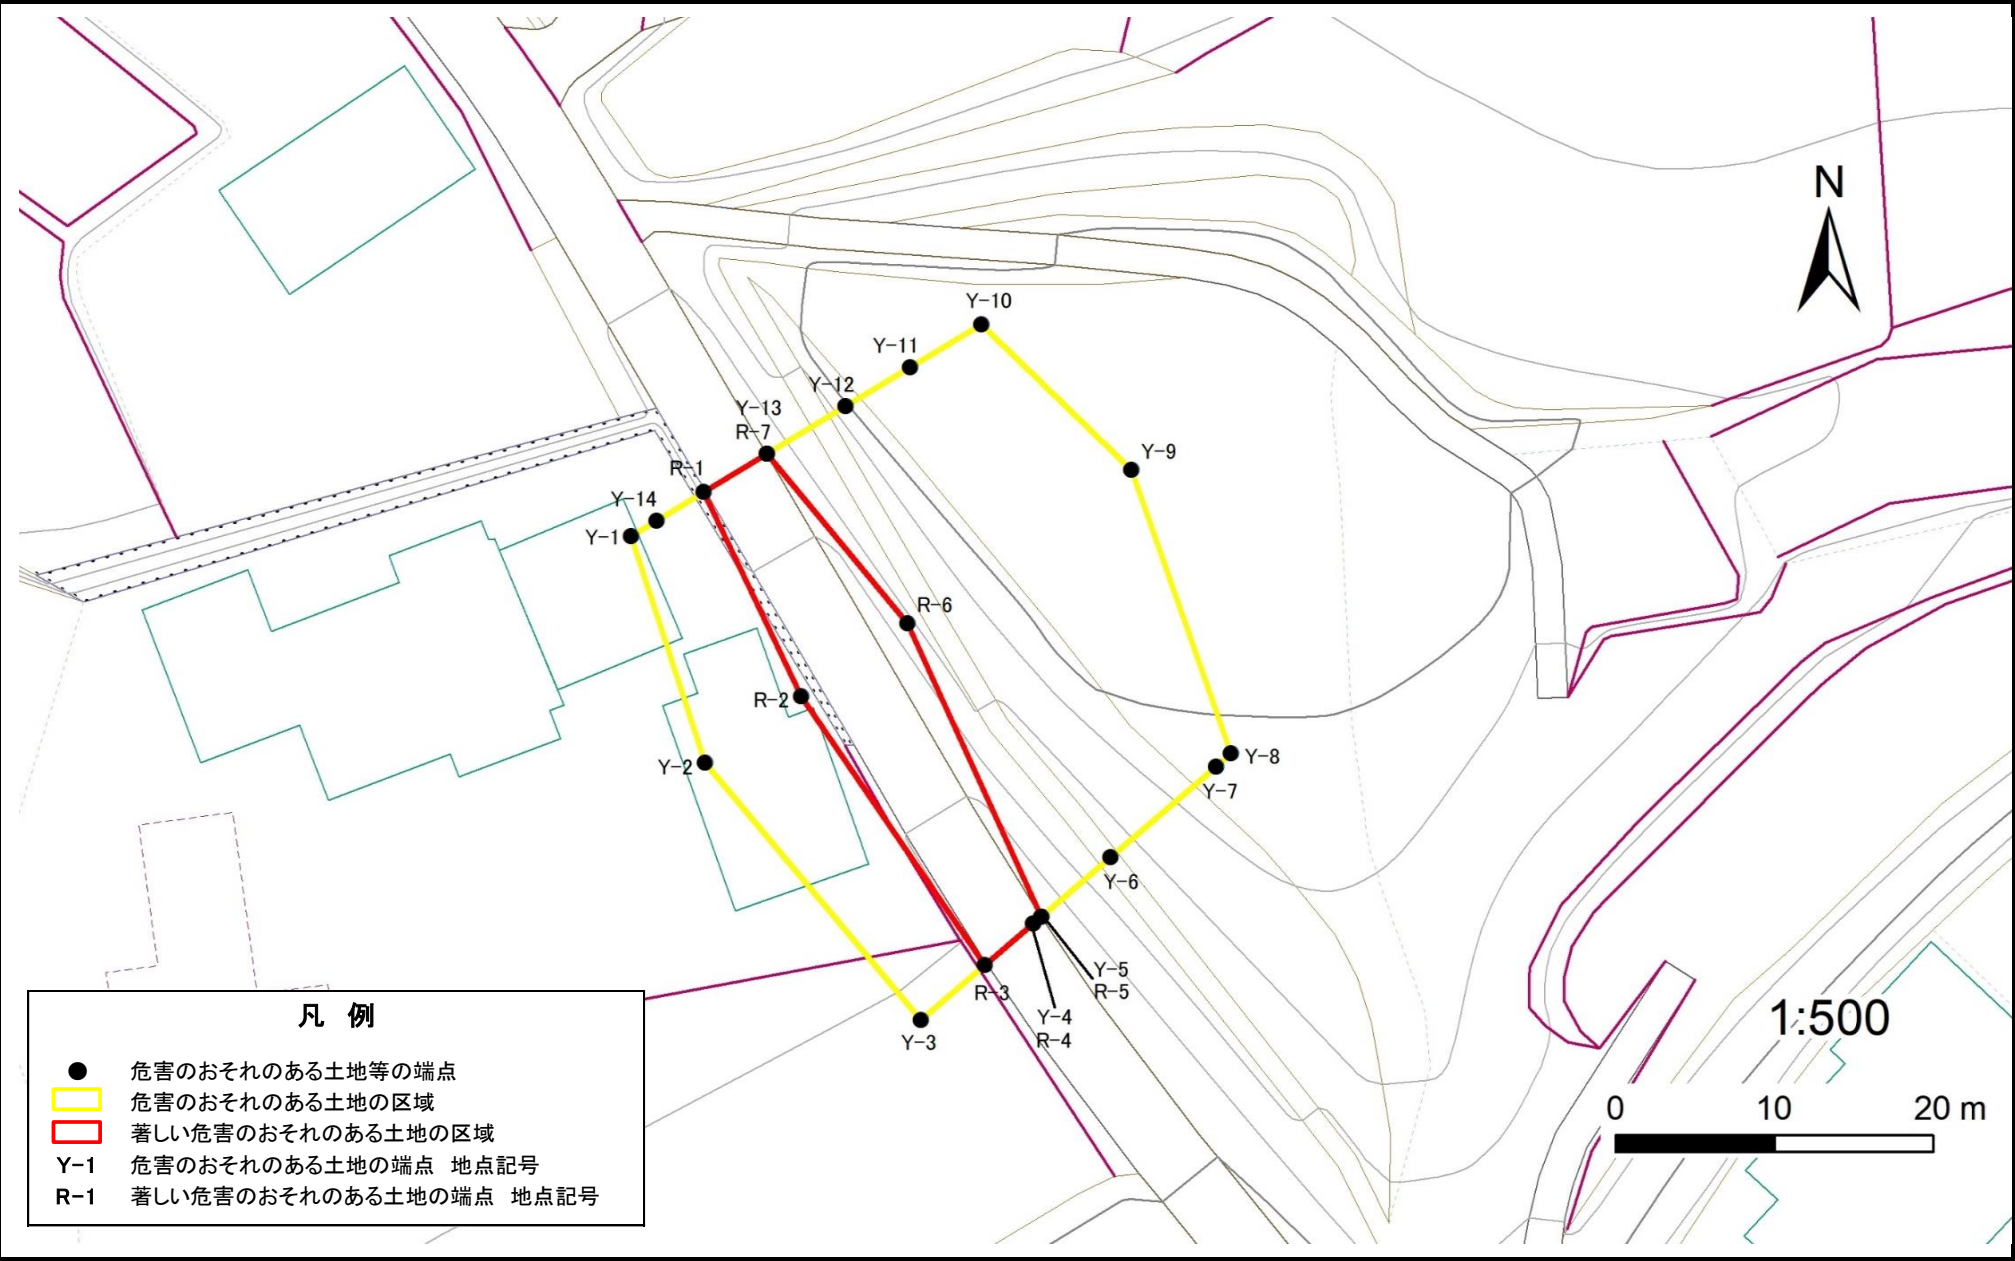 N
Y-10
Y-11
Y-12
Y-13
R-7
Y-9
R-1
Y-14
Y-1
R-6
R-2
Y-2
Y-8
Y-7
Y-6
Y-5
R-5
R-3
Y-4
R-4
Y-3
1:500
0 10 20 m
凡 例
危害のおそれのある土地等の端点
危害のおそれのある土地の区域
著しい危害のおそれのある土地の区域
Y-1 危害のおそれのある土地の端点 地点記号
R-1 著しい危害のおそれのある土地の端点 地点記号